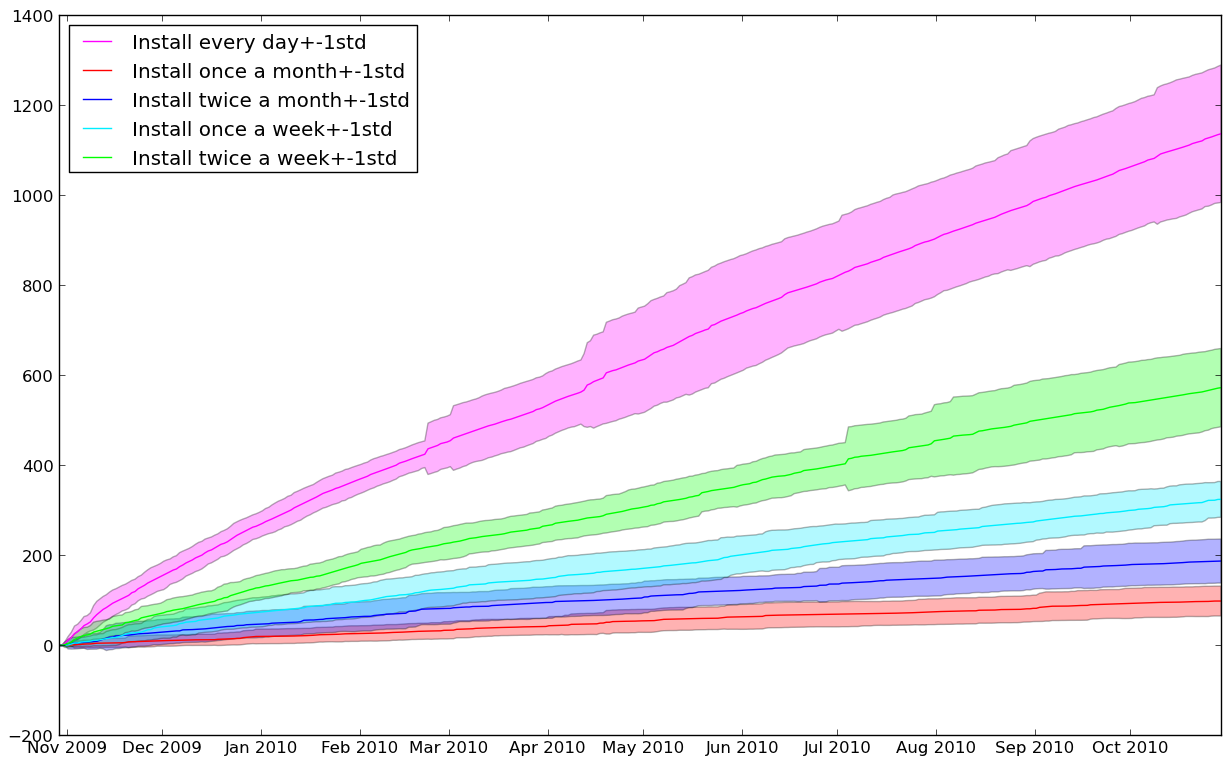 1400
1200
1000
800
600
400
200
0
−200
Install every day+-1std
Install once a month+-1std
Install twice a month+-1std
Install once a week+-1std
Install twice a week+-1std
Nov 2009 Dec 2009 Jan 2010 Feb 2010 Mar 2010 Apr 2010 May 2010 Jun 2010 Jul 2010 Aug 2010 Sep 2010 Oct 2010